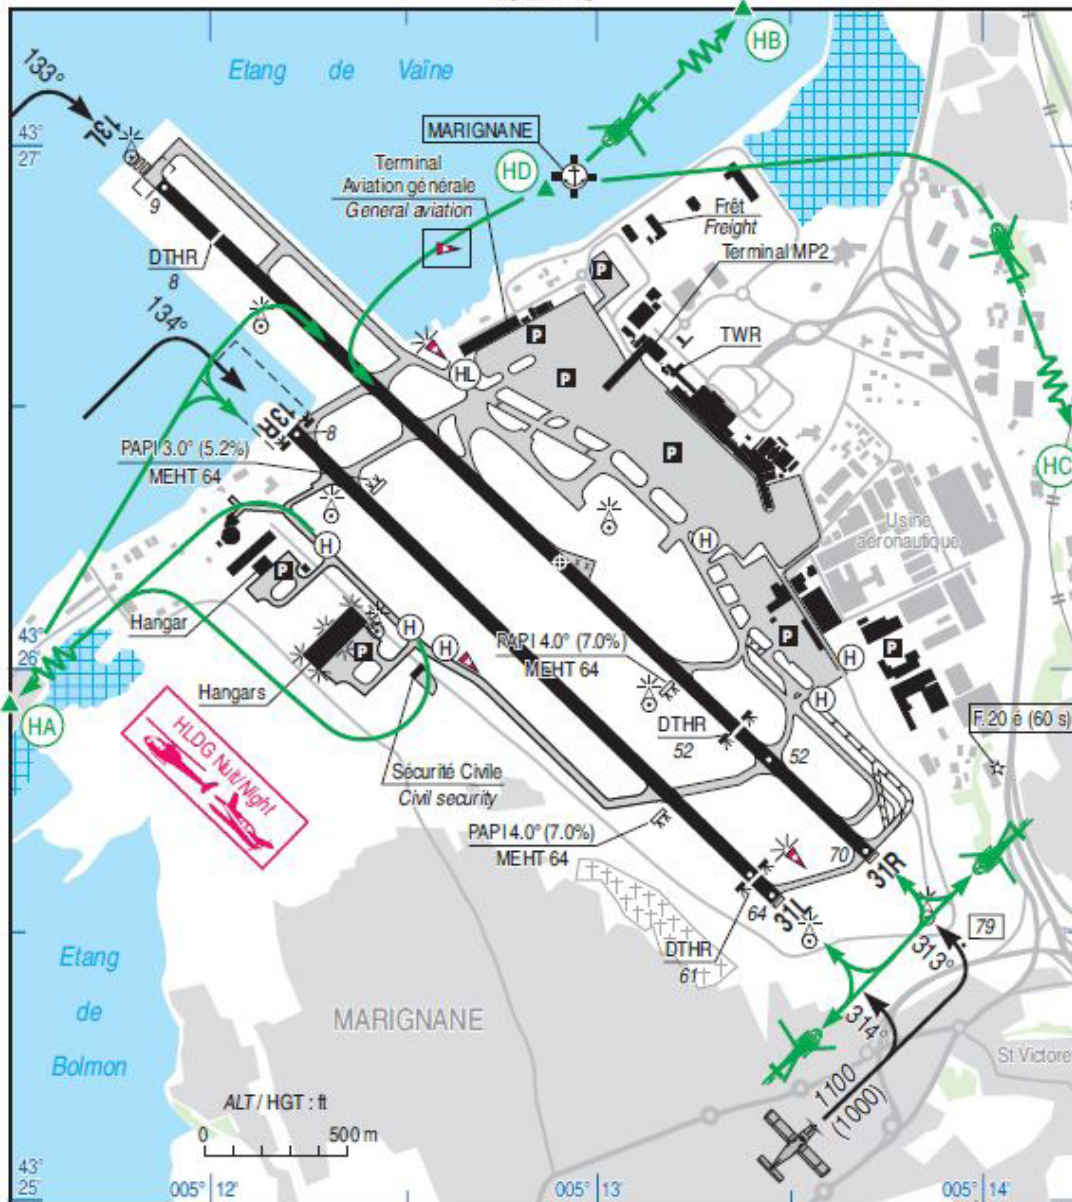 Etang de Vaïne
HB
133°
13L
43°
27'
MARIGNANE
HD
Terminal
Aviation générale
General aviation
Frêt
Freight
Terminal MP2
9
DTHR
8
134°
P
P
P
TWR
HL
13R
8
PAPI 3.0° (5.2%)
MEHT 64
P
HC
Usine
aéronautique
H
H
P
Hangar
43°
26'
H
H
P
PAPI 4.0° (7.0%)
MEHT 64
P
H
P
H
Hangars
HA
DTHR
52
52
F. 20 é (60 s)
HLDG Nuit/Night
Sécurité Civile
Civil security
PAPI 4.0° (7.0%)
MEHT 64
70
31R
64
31L
79
DTHR
61
313°
Etang
de
Bolmon
MARIGNANE
314°
St Victore
1100
(1000)
ALT / HGT : ft
0 500 m
43°
25'
005° 12'
005° 13'
005° 14'